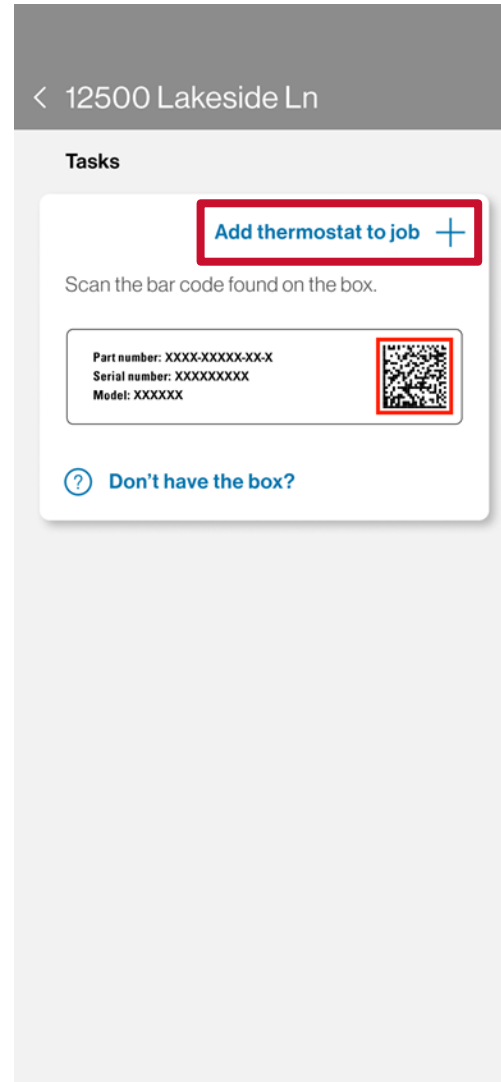 12500 Lakeside Ln
Tasks
Add thermostat to job
Scan the bar code found on the box.
Part number: XXXX-XXXXX-XX-X
Serial number: XXXXXXXXX
Model: XXXXXX
? Don't have the box?